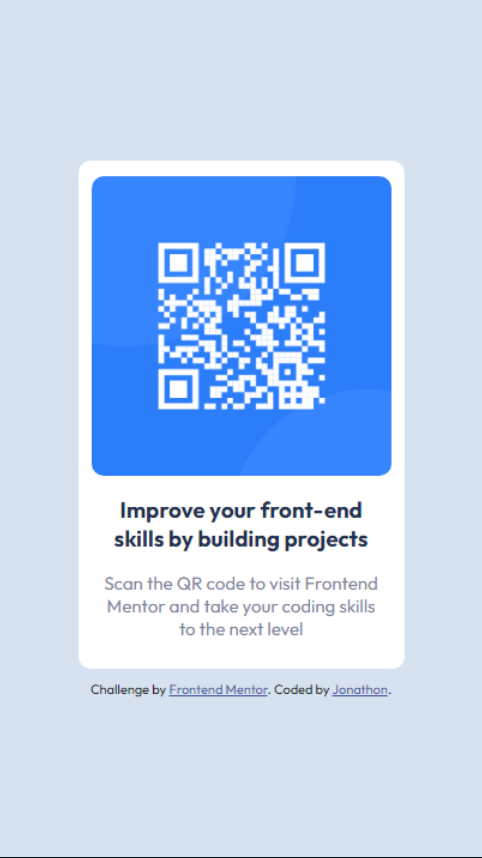 Improve your front-end
skills by building projects
Scan the QR code to visit Frontend
Mentor and take your coding skills
to the next level
Challenge by Frontend Mentor. Coded by Jonathon.